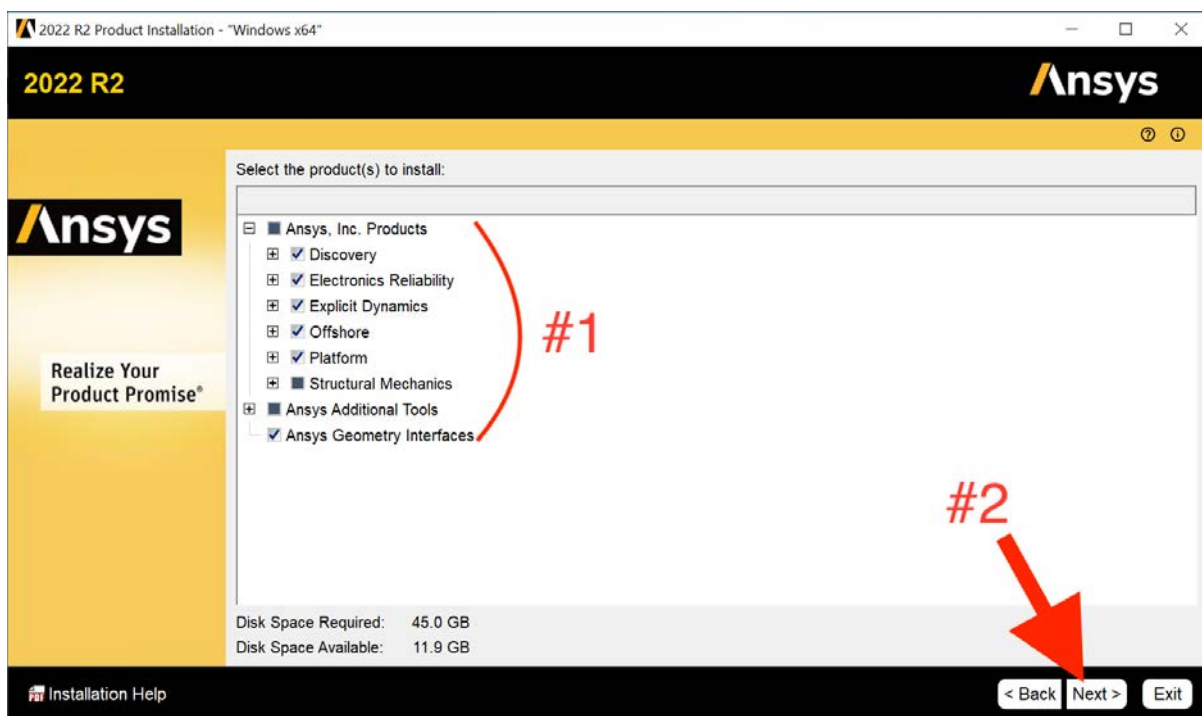 2022 R2 Product Installation - "Windows x64"
2022 R2
Ansys
Select the product(s) to install:
Ansys
Realize Your
Product Promise®
Ansys, Inc. Products
Discovery
Electronics Reliability
Explicit Dynamics
Offshore
Platform
Structural Mechanics
Ansys Additional Tools
Ansys Geometry Interfaces
#1
#2
Disk Space Required: 45.0 GB
Disk Space Available: 11.9 GB
PDF Installation Help
< Back Next > Exit